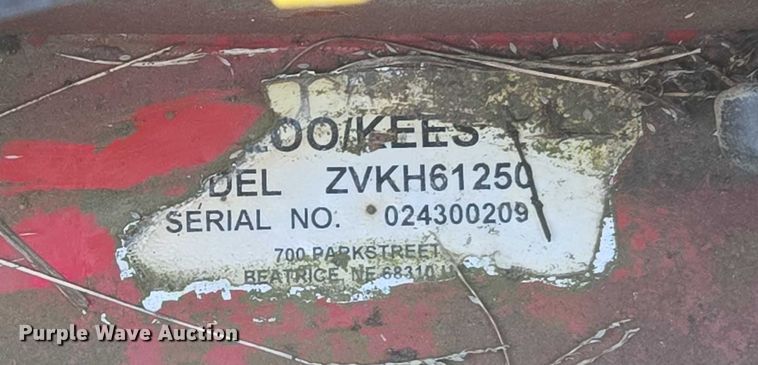 OO/KEES
DEL ZVKH61250
SERIAL NO. 024300209
700 PARKSTREET
BEATRICE, NE 68310 U
Purple Wave Auction